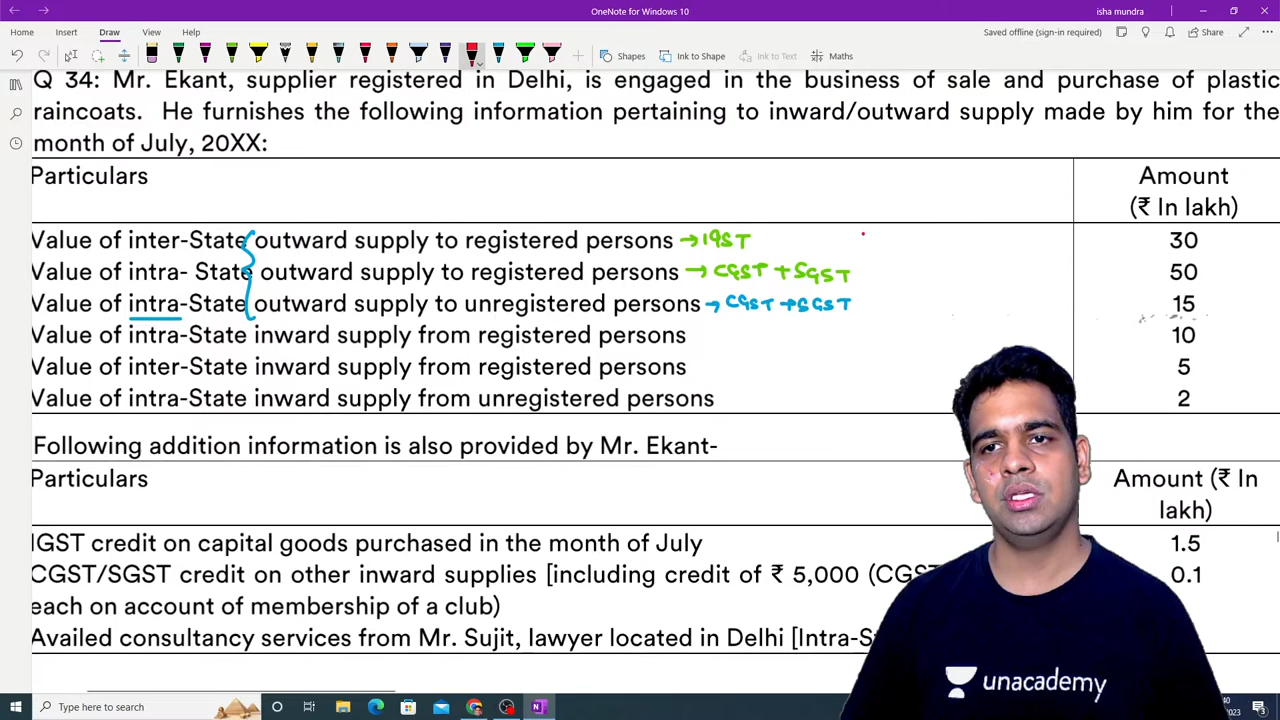 OneNote for Windows 10
isha mundra
Home Insert Draw View Help
Saved offline (sign-in required)
Share
Shapes Ink to Shape Ink to Text Maths
Q 34: Mr. Ekant, supplier registered in Delhi, is engaged in the business of sale and purchase of plastic
raincoats. He furnishes the following information pertaining to inward/outward supply made by him for the
month of July, 20XX:
Particulars Amount
(₹ In lakh)
Value of inter-State outward supply to registered persons → IGST 30
Value of intra- State outward supply to registered persons → CGST + SGST 50
Value of intra-State outward supply to unregistered persons → CGST + SGST 15
Value of intra-State inward supply from registered persons 10
Value of inter-State inward supply from registered persons 5
Value of intra-State inward supply from unregistered persons 2
Following addition information is also provided by Mr. Ekant-
Particulars Amount (₹ In
lakh)
IGST credit on capital goods purchased in the month of July 1.5
CGST/SGST credit on other inward supplies [including credit of ₹ 5,000 (CGST 0.1
each on account of membership of a club)
Availed consultancy services from Mr. Sujit, lawyer located in Delhi [Intra-S
unacademy
Type here to search